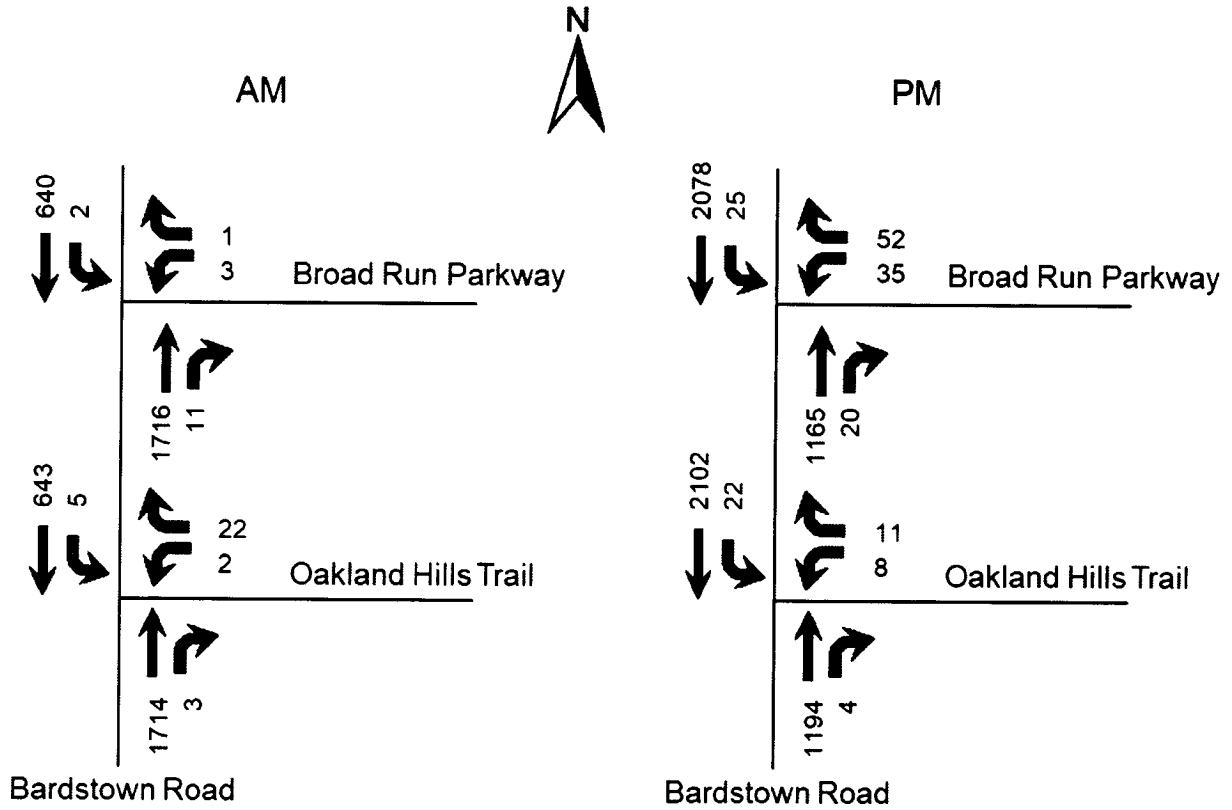 N
AM
640
2
1
3
Broad Run Parkway
1716
11
643
5
22
2
Oakland Hills Trail
1714
3
Bardstown Road
PM
2078
25
52
35
Broad Run Parkway
1165
20
2102
22
11
8
Oakland Hills Trail
1194
4
Bardstown Road